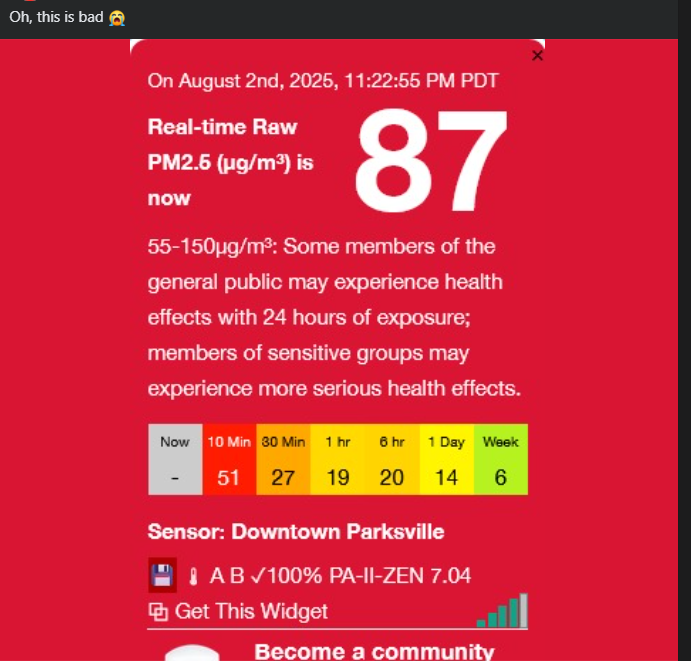 Oh, this is bad 😭
×
On August 2nd, 2025, 11:22:55 PM PDT
Real-time Raw
PM2.5 (µg/m³) is
now
87
55-150µg/m³: Some members of the
general public may experience health
effects with 24 hours of exposure;
members of sensitive groups may
experience more serious health effects.
Now 10 Min 30 Min 1 hr 6 hr 1 Day Week
- 51 27 19 20 14 6
Sensor: Downtown Parksville
A B ✓100% PA-II-ZEN 7.04
Get This Widget
Become a community